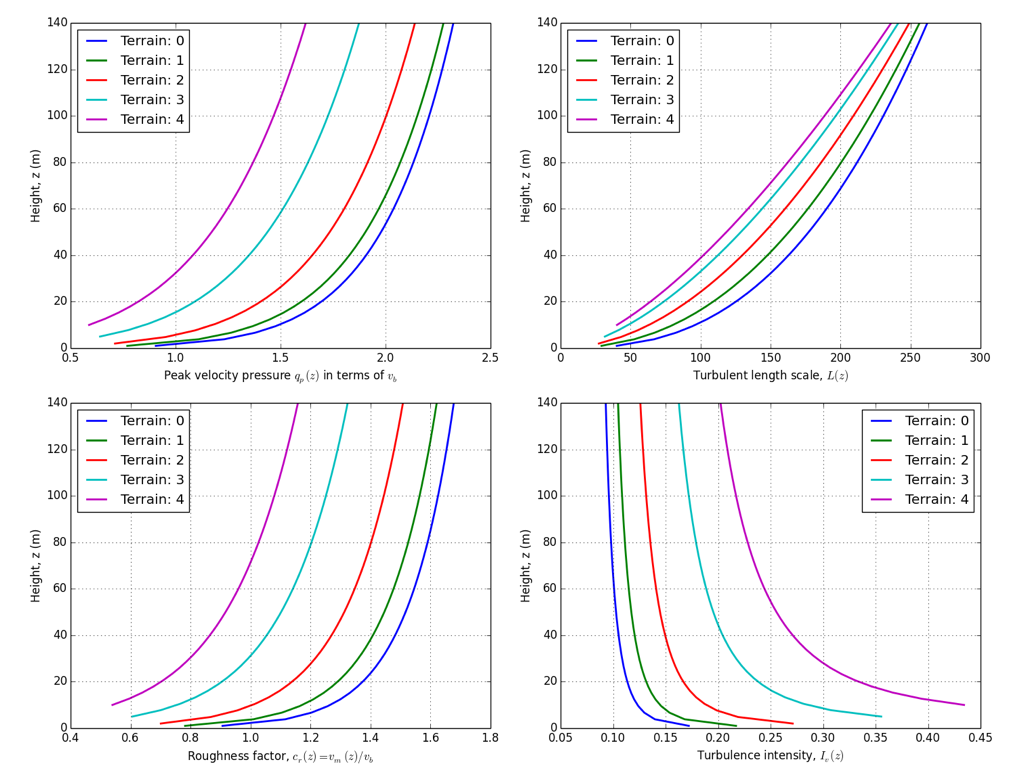 140
120
100
80
60
40
20
0
Height, z (m)
Terrain: 0
Terrain: 1
Terrain: 2
Terrain: 3
Terrain: 4
0.5 1.0 1.5 2.0 2.5
Peak velocity pressure q_p(z) in terms of v_b
140
120
100
80
60
40
20
0
Height, z (m)
Terrain: 0
Terrain: 1
Terrain: 2
Terrain: 3
Terrain: 4
0 50 100 150 200 250 300
Turbulent length scale, L(z)
140
120
100
80
60
40
20
0
Height, z (m)
Terrain: 0
Terrain: 1
Terrain: 2
Terrain: 3
Terrain: 4
0.4 0.6 0.8 1.0 1.2 1.4 1.6 1.8
Roughness factor, c_r(z)=v_m(z)/v_b
140
120
100
80
60
40
20
0
Height, z (m)
Terrain: 0
Terrain: 1
Terrain: 2
Terrain: 3
Terrain: 4
0.05 0.10 0.15 0.20 0.25 0.30 0.35 0.40 0.45
Turbulence intensity, I_v(z)